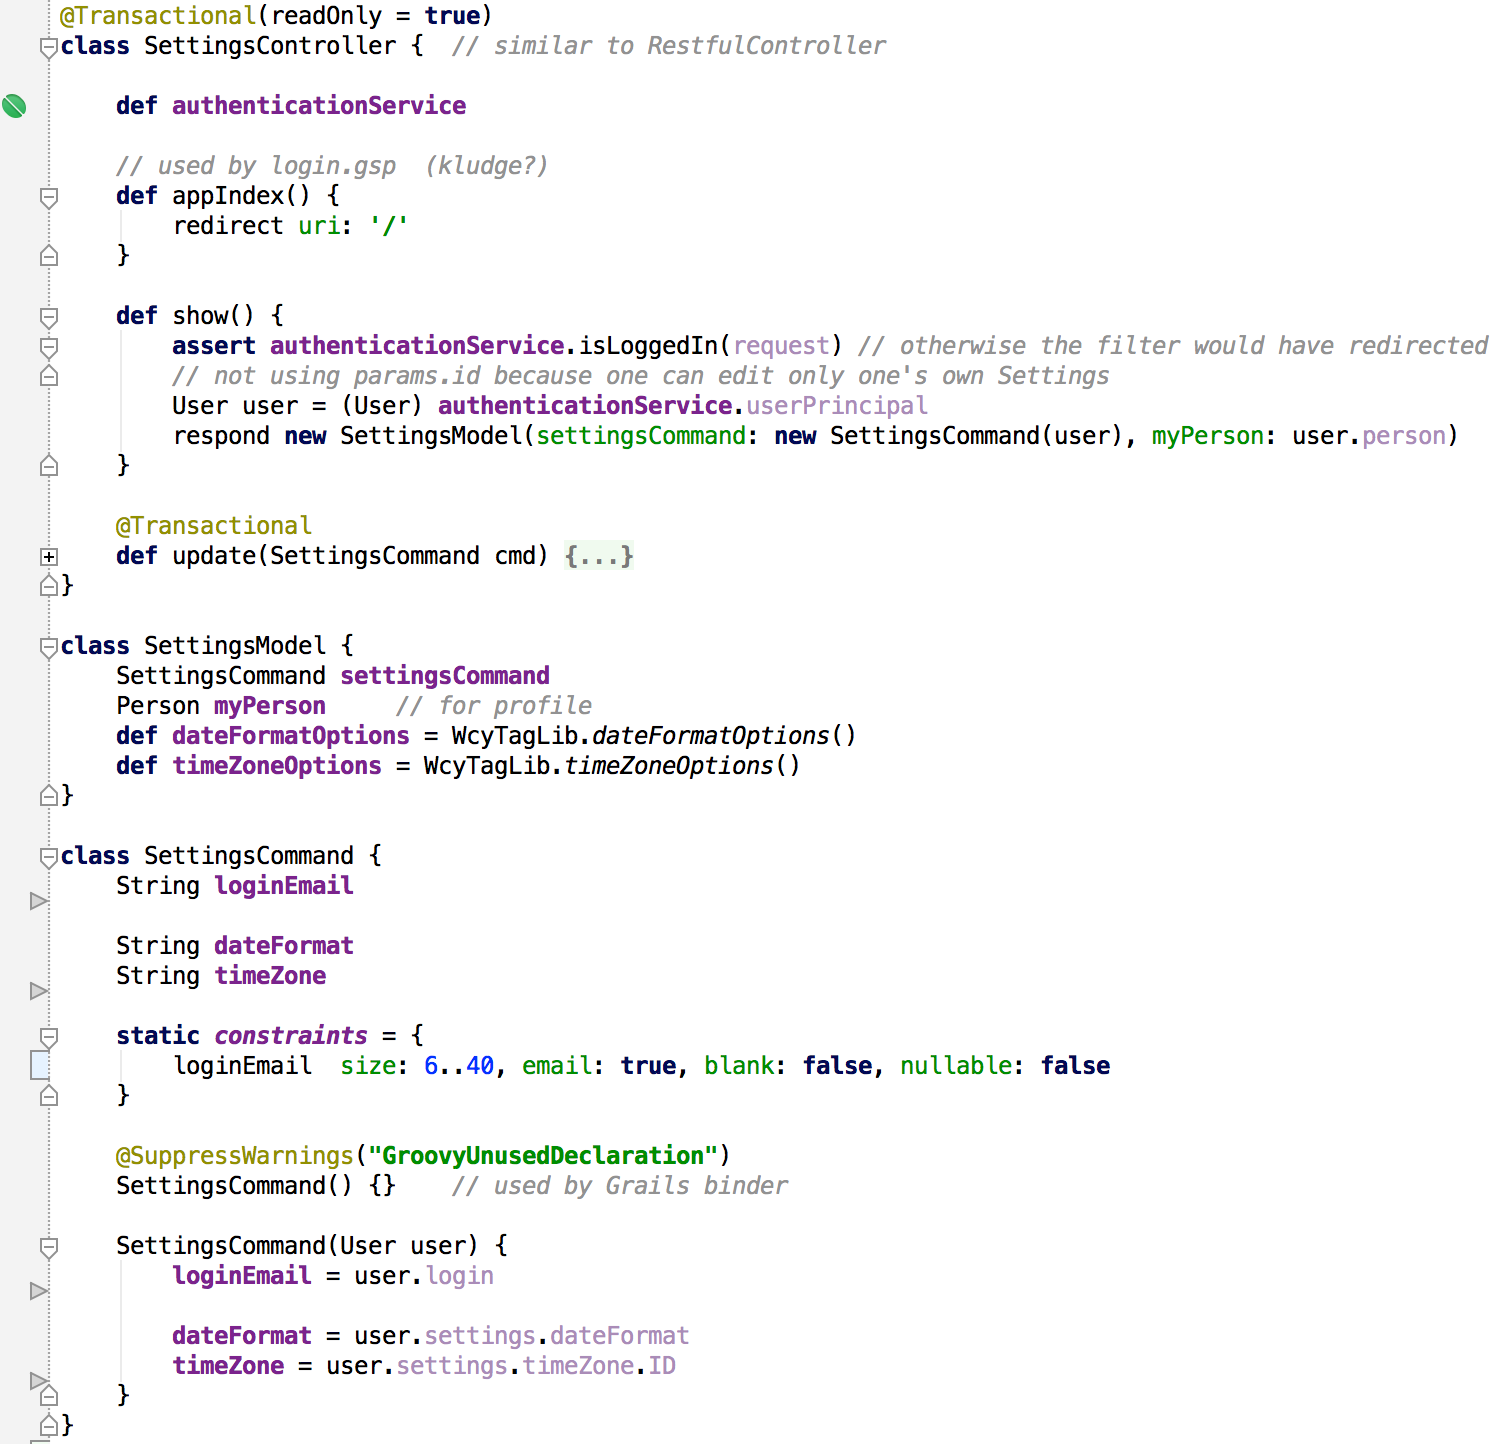 @Transactional(readOnly = true)
class SettingsController {  // similar to RestfulController

    def authenticationService

    // used by login.gsp  (kludge?)
    def appIndex() {
        redirect uri: '/'
    }

    def show() {
        assert authenticationService.isLoggedIn(request) // otherwise the filter would have redirected
        // not using params.id because one can edit only one's own Settings
        User user = (User) authenticationService.userPrincipal
        respond new SettingsModel(settingsCommand: new SettingsCommand(user), myPerson: user.person)
    }

    @Transactional
    def update(SettingsCommand cmd) {...}
}

class SettingsModel {
    SettingsCommand settingsCommand
    Person myPerson     // for profile
    def dateFormatOptions = WcyTagLib.dateFormatOptions()
    def timeZoneOptions = WcyTagLib.timeZoneOptions()
}

class SettingsCommand {
    String loginEmail

    String dateFormat
    String timeZone

    static constraints = {
        loginEmail  size: 6..40, email: true, blank: false, nullable: false
    }

    @SuppressWarnings("GroovyUnusedDeclaration")
    SettingsCommand() {}    // used by Grails binder

    SettingsCommand(User user) {
        loginEmail = user.login

        dateFormat = user.settings.dateFormat
        timeZone = user.settings.timeZone.ID
    }
}